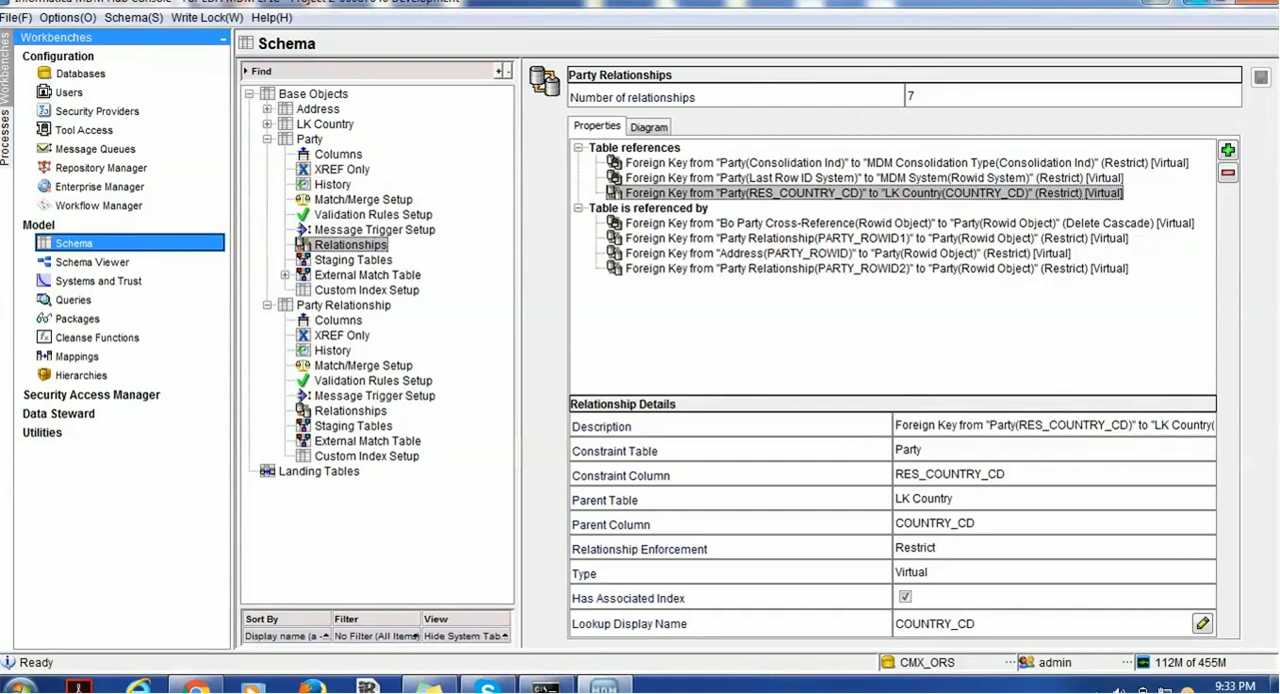 Informatica MDM Hub Console
File(F) Options(O) Schema(S) Write Lock(W) Help(H)
Workbenches
Processes
Workbenches
Configuration
Databases
Users
Security Providers
Tool Access
Message Queues
Repository Manager
Enterprise Manager
Workflow Manager
Model
Schema
Schema Viewer
Systems and Trust
Queries
Packages
Cleanse Functions
Mappings
Hierarchies
Security Access Manager
Data Steward
Utilities
Schema
Find
Base Objects
Address
LK Country
Party
Columns
XREF Only
History
Match/Merge Setup
Validation Rules Setup
Message Trigger Setup
Relationships
Staging Tables
External Match Table
Custom Index Setup
Party Relationship
Columns
XREF Only
History
Match/Merge Setup
Validation Rules Setup
Message Trigger Setup
Relationships
Staging Tables
External Match Table
Custom Index Setup
Landing Tables
Sort By Filter View
Display name (a - No Filter (All Items) Hide System Tab
Party Relationships
Number of relationships 7
Properties Diagram
Table references
Foreign Key from "Party(Consolidation Ind)" to "MDM Consolidation Type(Consolidation Ind)" (Restrict) [Virtual]
Foreign Key from "Party(Last Row ID System)" to "MDM System(Rowid System)" (Restrict) [Virtual]
Foreign Key from "Party(RES_COUNTRY_CD)" to "LK Country(COUNTRY_CD)" (Restrict) [Virtual]
Table is referenced by
Foreign Key from "Bo Party Cross-Reference(Rowid Object)" to "Party(Rowid Object)" (Delete Cascade) [Virtual]
Foreign Key from "Party Relationship(PARTY_ROWID1)" to "Party(Rowid Object)" (Restrict) [Virtual]
Foreign Key from "Address(PARTY_ROWID)" to "Party(Rowid Object)" (Restrict) [Virtual]
Foreign Key from "Party Relationship(PARTY_ROWID2)" to "Party(Rowid Object)" (Restrict) [Virtual]
Relationship Details
Description Foreign Key from "Party(RES_COUNTRY_CD)" to "LK Country(
Constraint Table Party
Constraint Column RES_COUNTRY_CD
Parent Table LK Country
Parent Column COUNTRY_CD
Relationship Enforcement Restrict
Type Virtual
Has Associated Index
Lookup Display Name COUNTRY_CD
Ready CMX_ORS admin 112M of 455M
9:33 PM